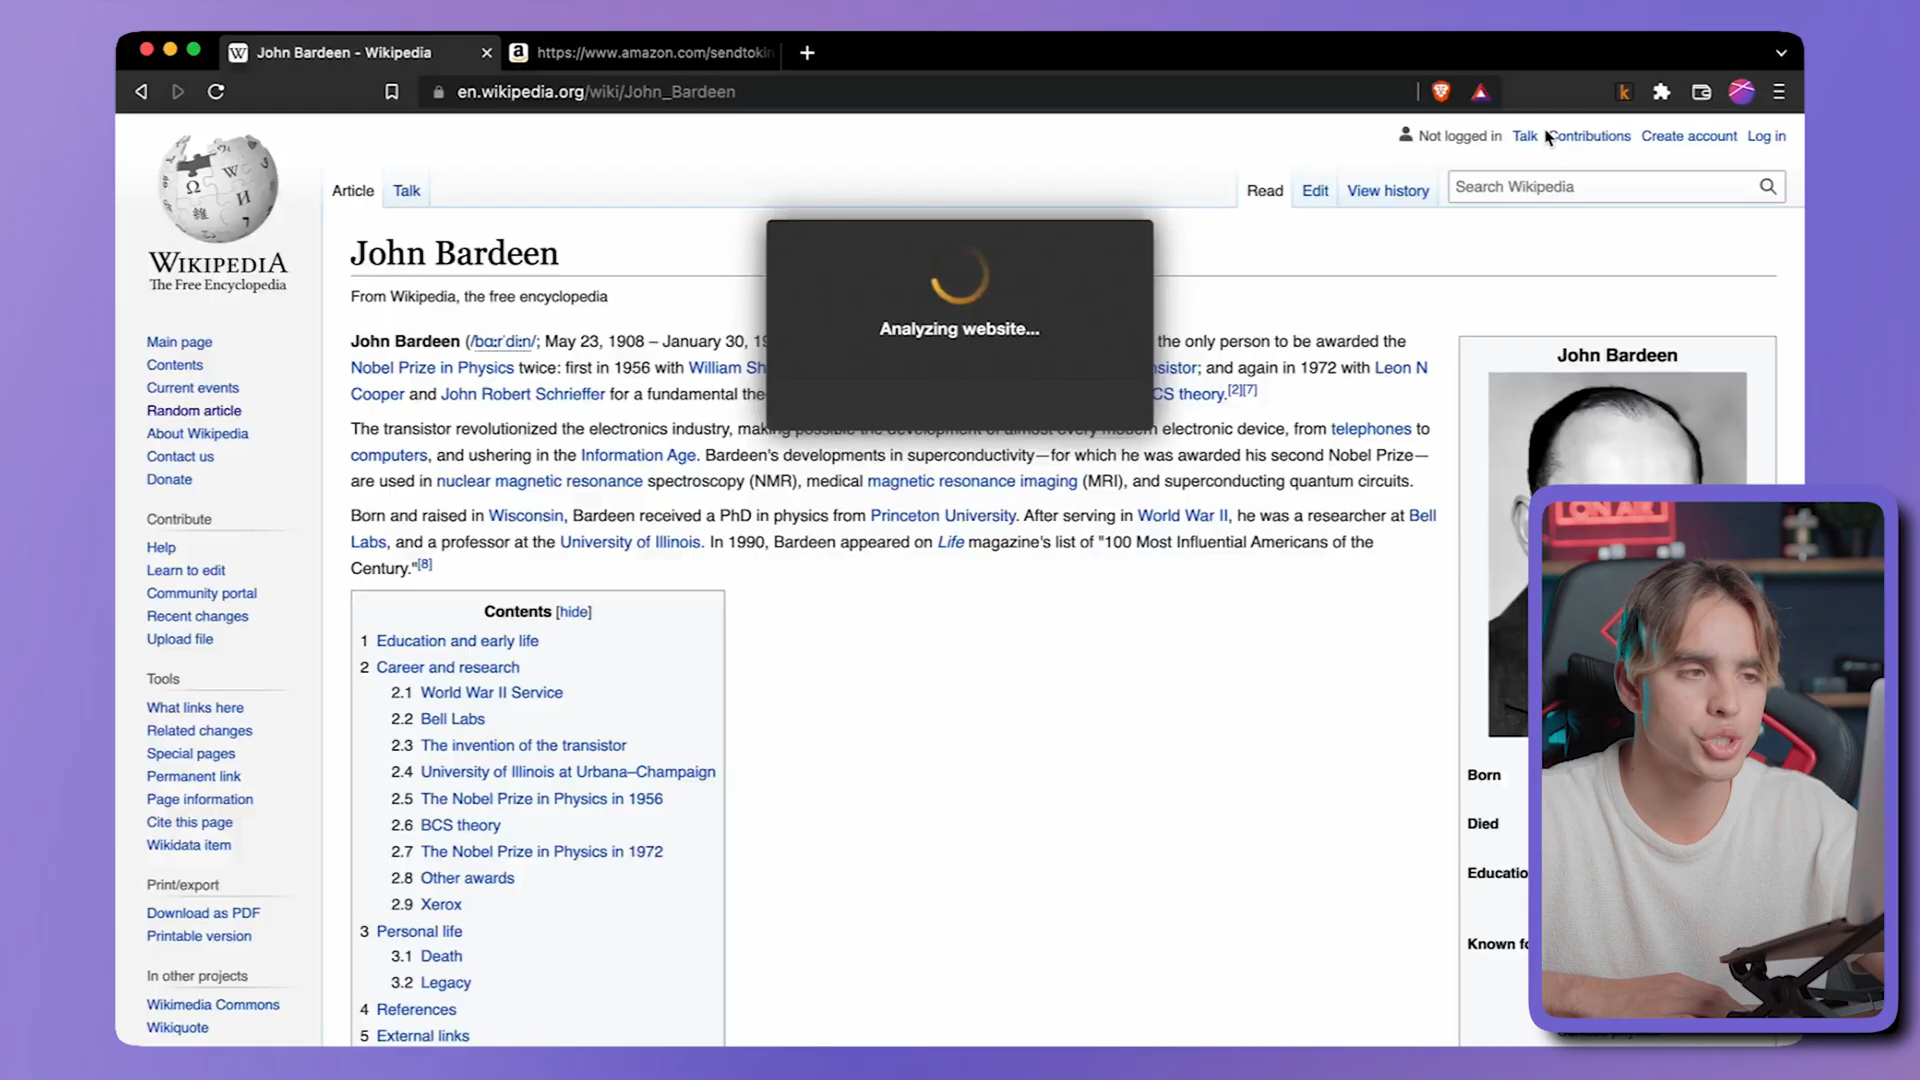 John Bardeen - Wikipedia
https://www.amazon.com/sendtokin
en.wikipedia.org/wiki/John_Bardeen
Not logged in Talk Contributions Create account Log in
Article Talk
Read Edit View history
Search Wikipedia
WIKIPEDIA
The Free Encyclopedia
Main page
Contents
Current events
Random article
About Wikipedia
Contact us
Donate
Contribute
Help
Learn to edit
Community portal
Recent changes
Upload file
Tools
What links here
Related changes
Special pages
Permanent link
Page information
Cite this page
Wikidata item
Print/export
Download as PDF
Printable version
In other projects
Wikimedia Commons
Wikiquote
John Bardeen
From Wikipedia, the free encyclopedia
Analyzing website...
John Bardeen (/bɑːrˈdiːn/; May 23, 1908 – January 30, 19 the only person to be awarded the
Nobel Prize in Physics twice: first in 1956 with William Sh sistor; and again in 1972 with Leon N
Cooper and John Robert Schrieffer for a fundamental the CS theory.[2][7]
The transistor revolutionized the electronics industry, making possible the development of almost every modern electronic device, from telephones to
computers, and ushering in the Information Age. Bardeen's developments in superconductivity—for which he was awarded his second Nobel Prize—
are used in nuclear magnetic resonance spectroscopy (NMR), medical magnetic resonance imaging (MRI), and superconducting quantum circuits.
Born and raised in Wisconsin, Bardeen received a PhD in physics from Princeton University. After serving in World War II, he was a researcher at Bell
Labs, and a professor at the University of Illinois. In 1990, Bardeen appeared on Life magazine's list of "100 Most Influential Americans of the
Century."[8]
Contents [hide]
1 Education and early life
2 Career and research
2.1 World War II Service
2.2 Bell Labs
2.3 The invention of the transistor
2.4 University of Illinois at Urbana–Champaign
2.5 The Nobel Prize in Physics in 1956
2.6 BCS theory
2.7 The Nobel Prize in Physics in 1972
2.8 Other awards
2.9 Xerox
3 Personal life
3.1 Death
3.2 Legacy
4 References
5 External links
John Bardeen
Born
Died
Educatio
Known fo
ON AIR